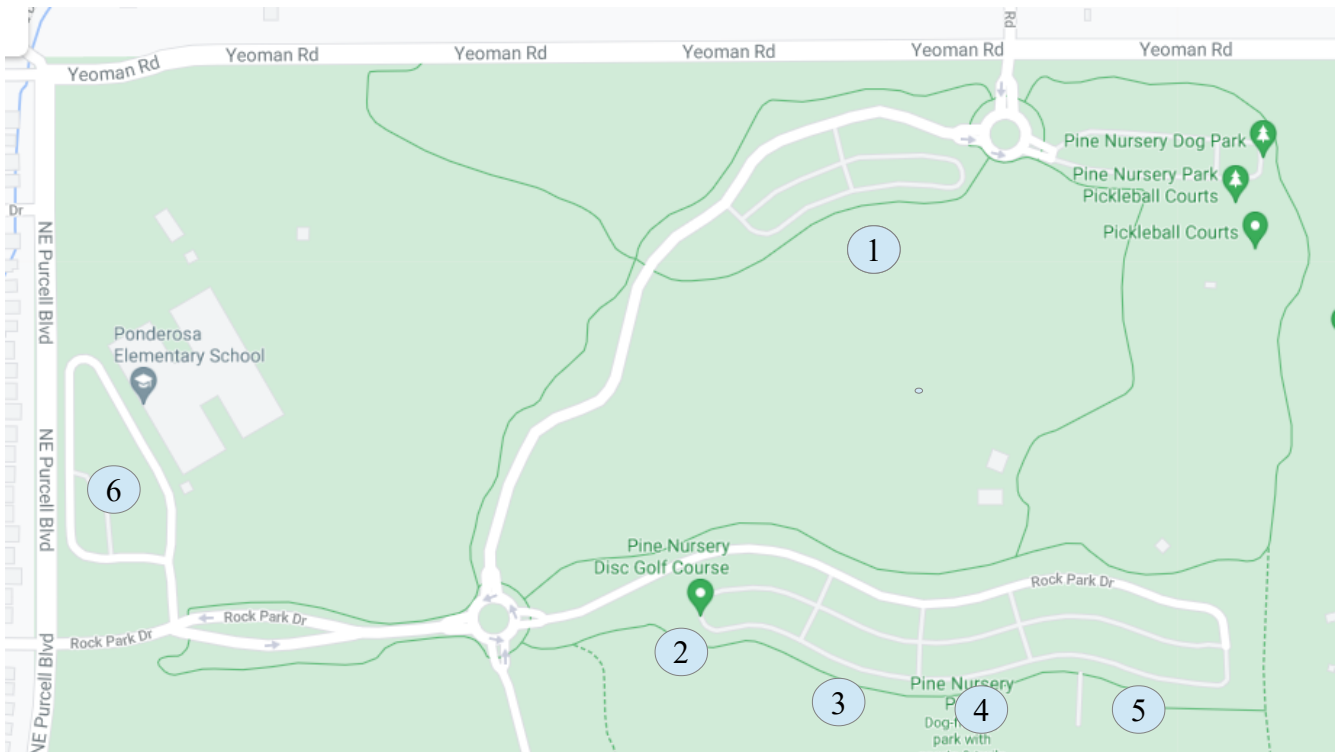 Rd
Yeoman Rd
Yeoman Rd
Yeoman Rd
Yeoman Rd
Yeoman Rd
Yeoman Rd
Pine Nursery Dog Park
Pine Nursery Park
Pickleball Courts
Pickleball Courts
1
Dr
NE Purcell Blvd
Ponderosa
Elementary School
NE Purcell Blvd
6
Pine Nursery
Disc Golf Course
Rock Park Dr
Rock Park Dr
Rock Park Dr
NE Purcell Blvd
2
3
Pine Nursery
4
5
park with